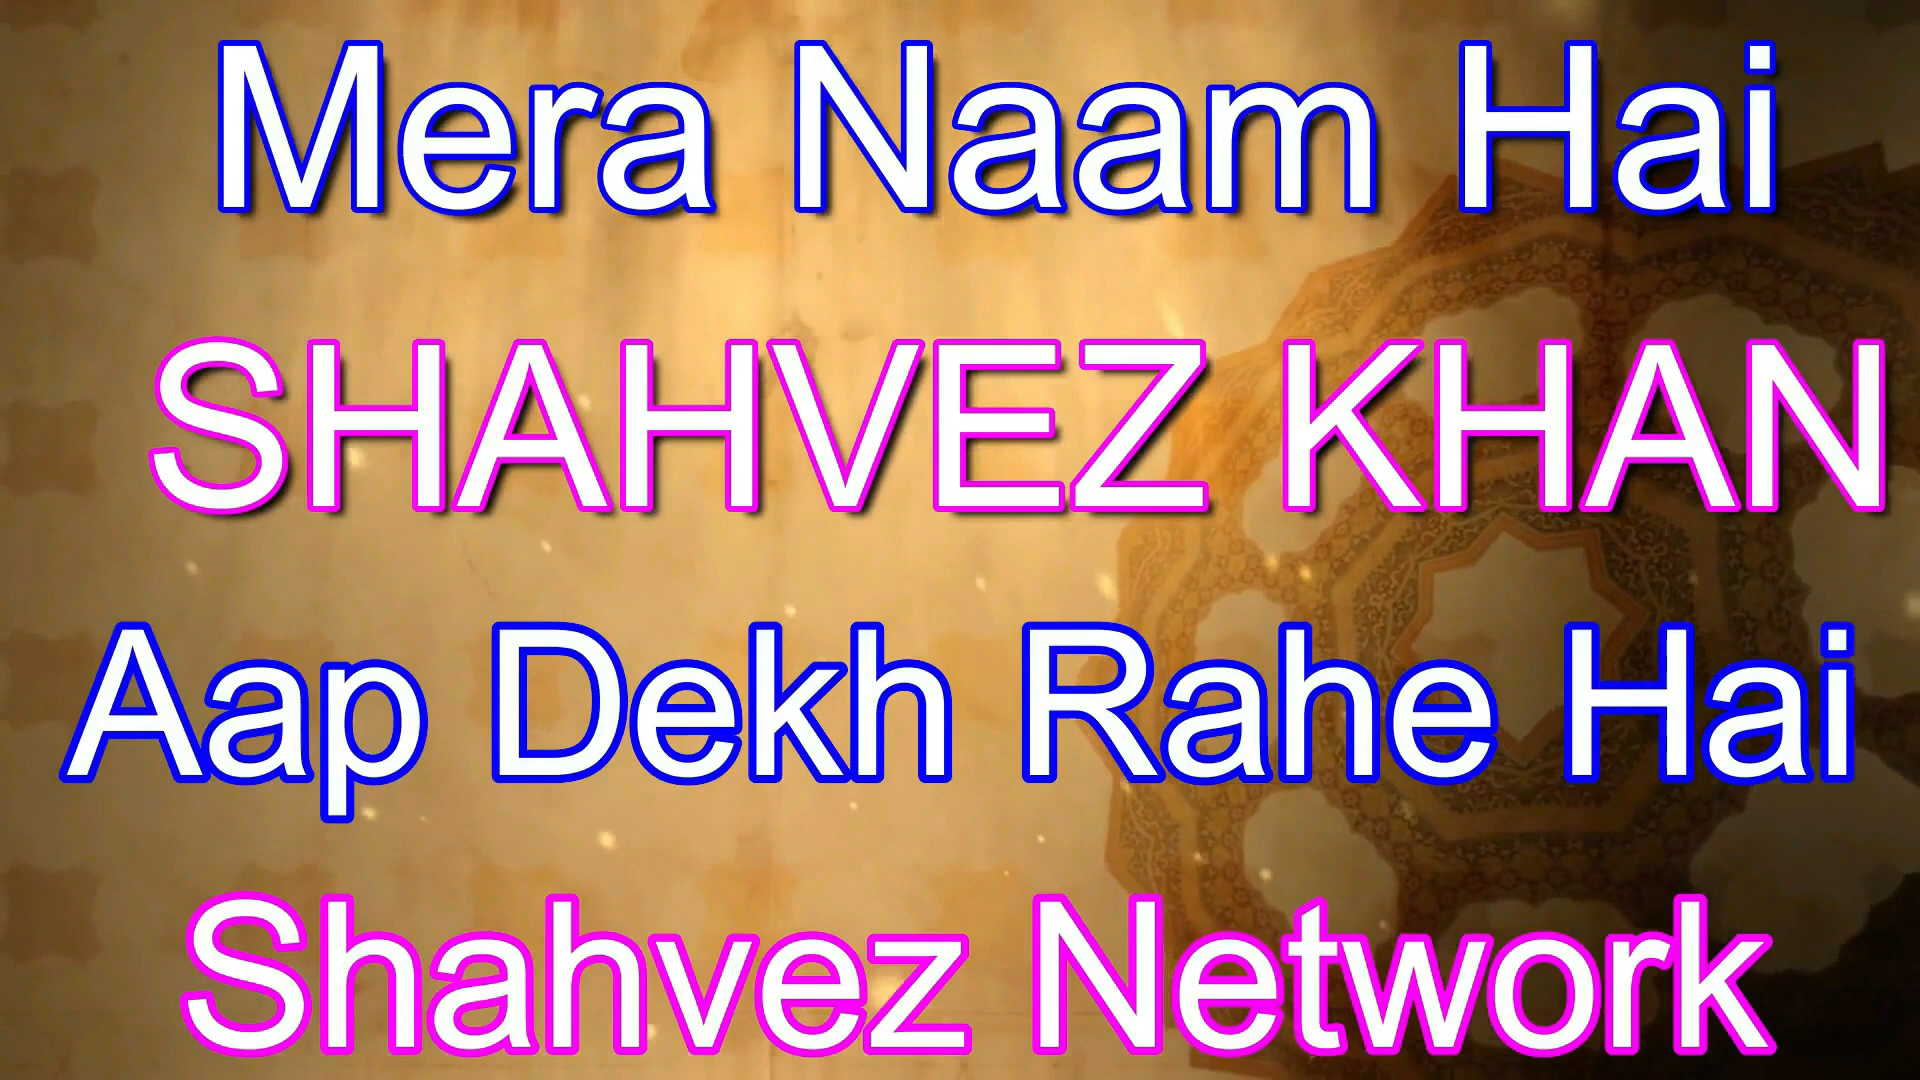 Mera Naam Hai
SHAHVEZ KHAN
Aap Dekh Rahe Hai
Shahvez Network